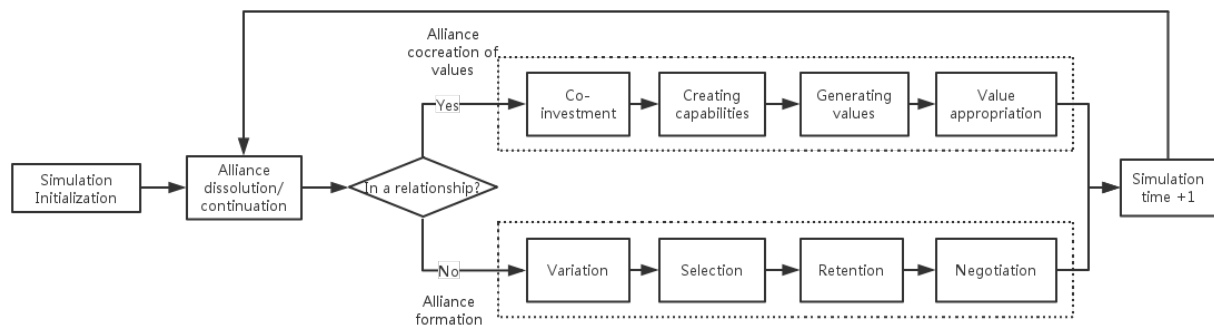 Simulation
Initialization
Alliance
dissolution/
continuation
In a relationship?
Alliance
cocreation of
values
Yes
Co-
investment
Creating
capabilities
Generating
values
Value
appropriation
No
Alliance
formation
Variation
Selection
Retention
Negotiation
Simulation
time +1